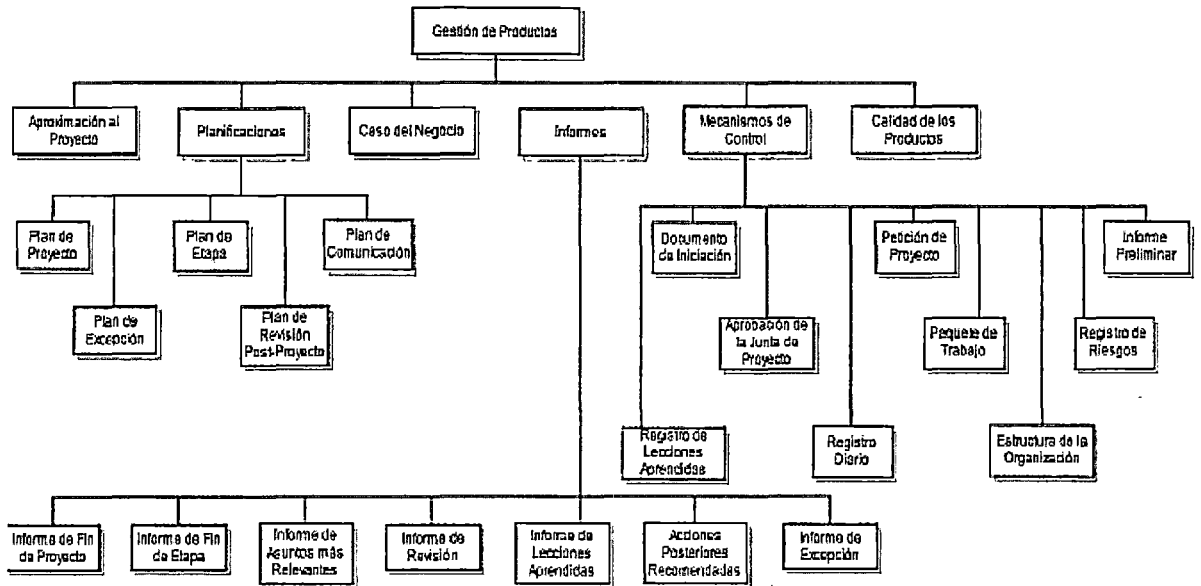 Gestión de Productos
Aproximación al
Proyecto
Planificaciones
Caso del Negocio
Informes
Mecanismos de
Control
Calidad de los
Productos
Plan de
Proyecto
Plan de
Etapa
Plan de
Comunicación
Plan de
Excepción
Plan de
Revisión
Post-Proyecto
Documento
de Iniciación
Petición de
Proyecto
Informe
Preliminar
Aprobación de
la Junta de
Proyecto
Paquete de
Trabajo
Registro de
Riesgos
Registro de
Lecciones
Aprendidas
Registro
Diario
Estructura de la
Organización
Informe de Fin
de Proyecto
Informe de Fin
de Etapa
Informe de
Asuntos más
Relevantes
Informe de
Revisión
Informe de
Lecciones
Aprendidas
Acciones
Posteriores
Recomendadas
Informe de
Excepción